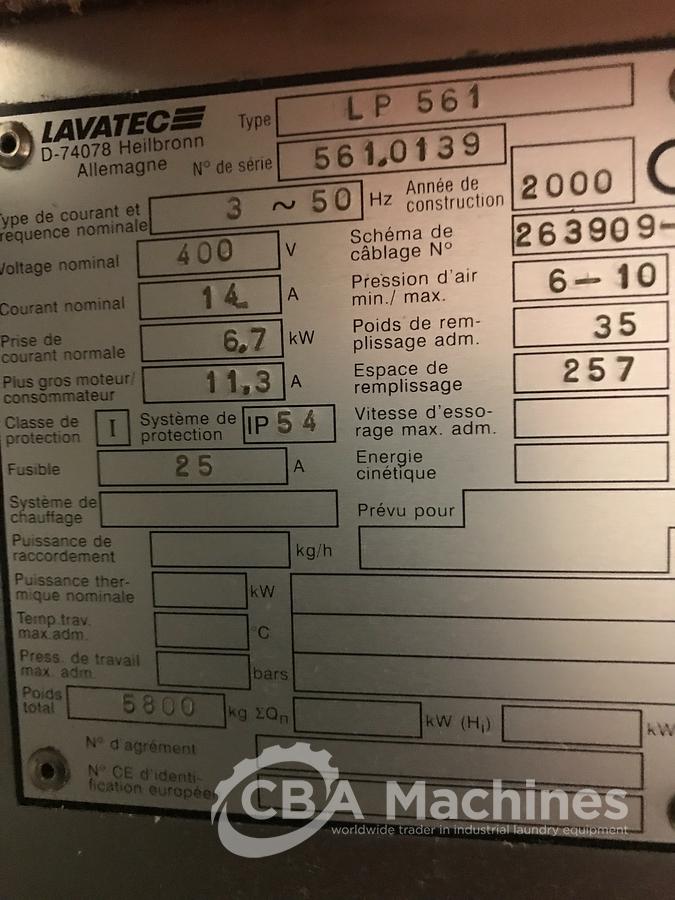 LAVATEC
D-74078 Heilbronn
Allemagne
Type LP 561
N° de série 561.0139
Type de courant et
fréquence nominale 3 ~ 50 Hz
Année de
construction 2000
Voltage nominal 400 V
Schéma de
câblage N° 263909-
Courant nominal 14 A
Pression d'air
min./ max. 6-10
Prise de
courant normale 6,7 kW
Poids de rem-
plissage adm. 35
Plus gros moteur/
consommateur 11,3 A
Espace de
remplissage 257
Classe de
protection I
Système de
protection IP 54
Vitesse d'esso-
rage max. adm.
Fusible 25 A
Energie
cinétique
Système de
chauffage
Prévu pour
Puissance de
raccordement kg/h
Puissance ther-
mique nominale kW
Temp.trav.
max.adm. °C
Press. de travail
max. adm. bars
Poids
total 5800 kg ΣQn kW (Hi) kW
N° d'agrément
N° CE d'identi-
fication européen
CBA Machines
worldwide trader in industrial laundry equipment